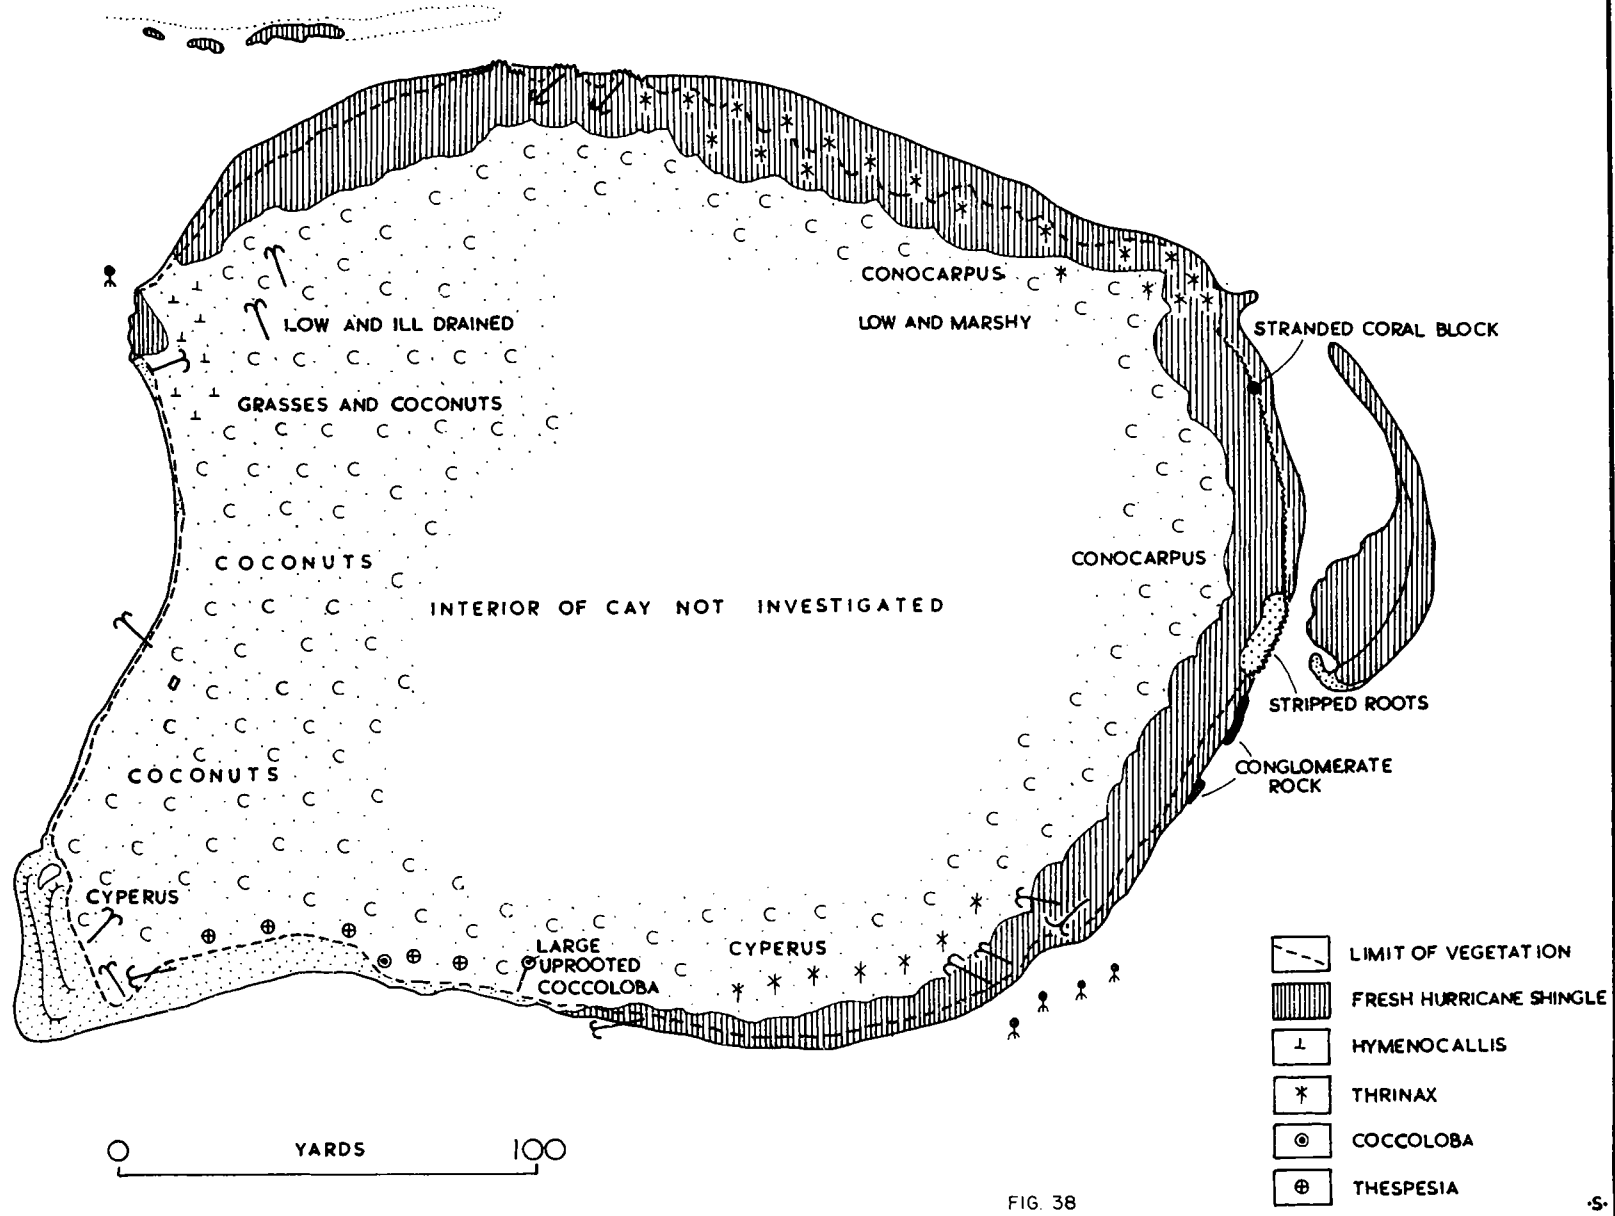 CONOCARPUS
LOW AND ILL DRAINED
LOW AND MARSHY
STRANDED CORAL BLOCK
GRASSES AND COCONUTS
COCONUTS
CONOCARPUS
INTERIOR OF CAY NOT INVESTIGATED
STRIPPED ROOTS
COCONUTS
CONGLOMERATE
ROCK
CYPERUS
LARGE
UPROOTED
COCCOLOBA
CYPERUS
LIMIT OF VEGETATION
FRESH HURRICANE SHINGLE
HYMENOCALLIS
THRINAX
COCCOLOBA
THESPESIA
0 YARDS 100
FIG. 38
·S·